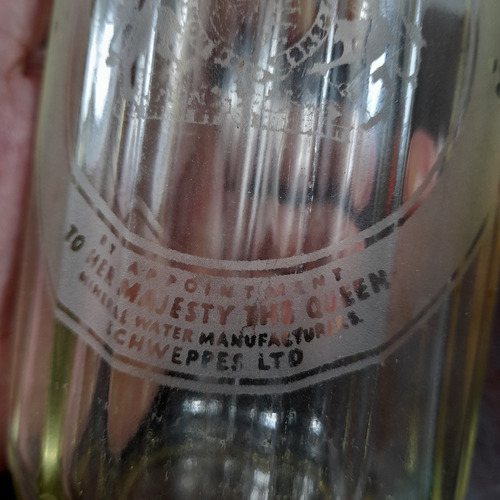 BY APPOINTMENT
TO HER MAJESTY THE QUEEN
MINERAL WATER MANUFACTURERS
SCHWEPPES LTD